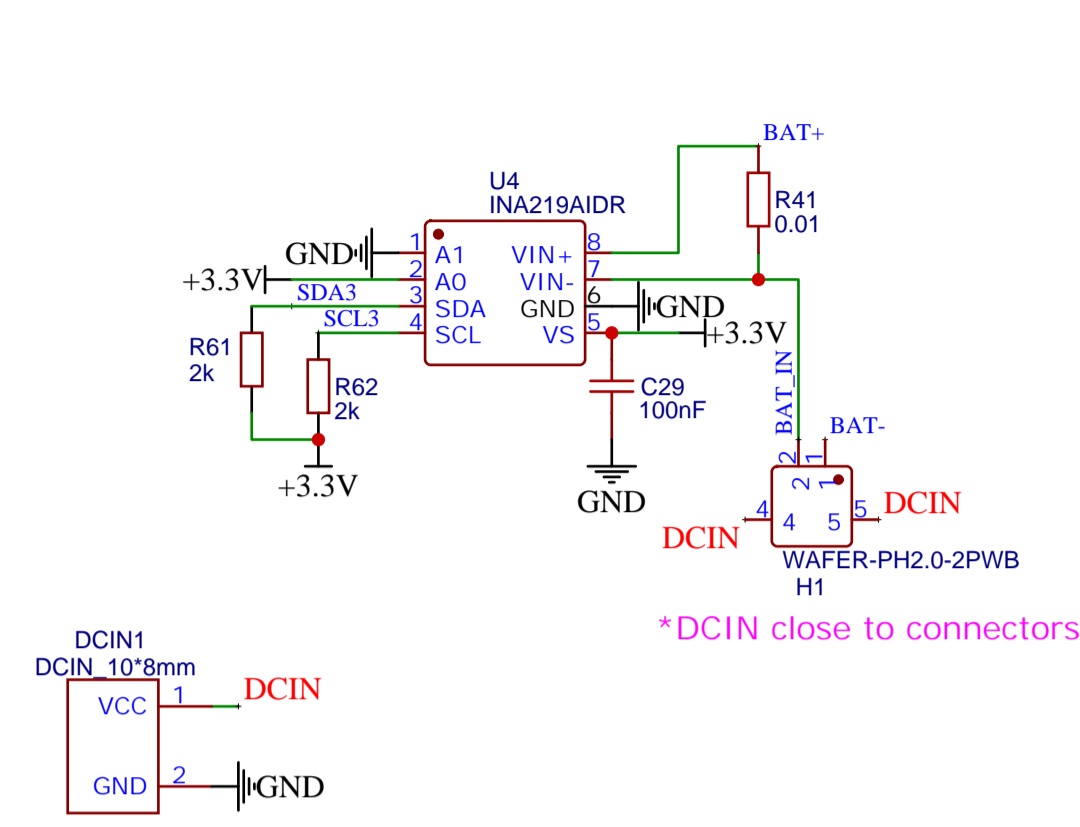 BAT+
U4
INA219AIDR
R41
0.01
GND
1
A1
VIN+
8
+3.3V
2
A0
VIN-
7
SDA3
3
SDA
GND
6
GND
SCL3
4
SCL
VS
5
+3.3V
R61
2k
R62
2k
C29
100nF
BAT_IN
BAT-
+3.3V
GND
2
1
2
1
DCIN
4
4
5
5
DCIN
WAFER-PH2.0-2PWB
H1
*DCIN close to connectors
DCIN1
DCIN_10*8mm
VCC
1
DCIN
GND
2
GND